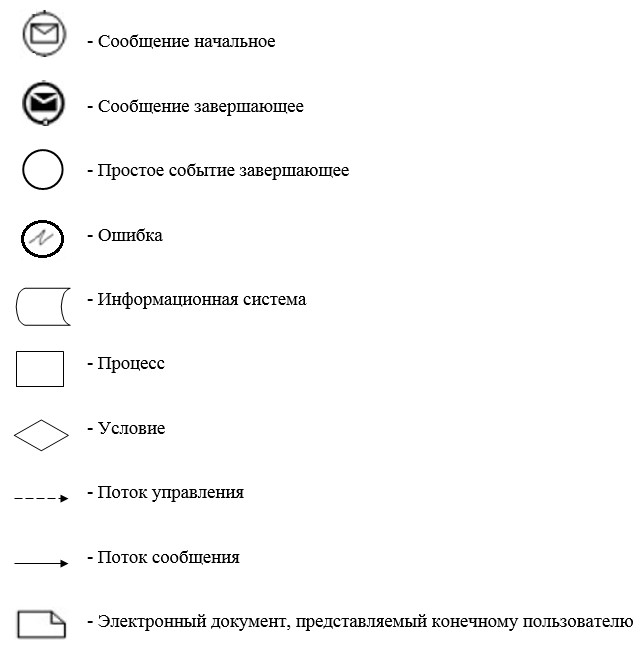 - Сообщение начальное
- Сообщение завершающее
- Простое событие завершающее
- Ошибка
- Информационная система
- Процесс
- Условие
- Поток управления
- Поток сообщения
- Электронный документ, представляемый конечному пользователю